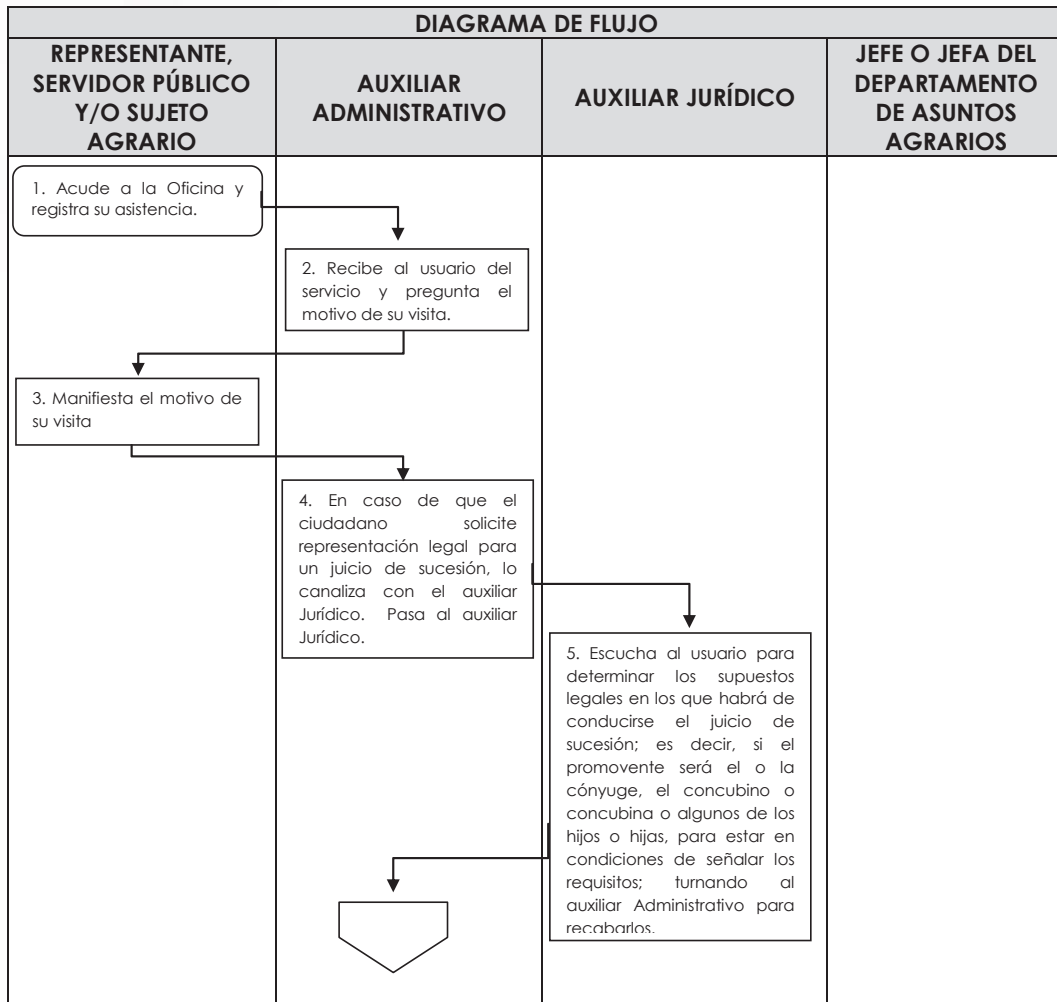 DIAGRAMA DE FLUJO
REPRESENTANTE,
SERVIDOR PÚBLICO
Y/O SUJETO
AGRARIO
AUXILIAR
ADMINISTRATIVO
AUXILIAR JURÍDICO
JEFE O JEFA DEL
DEPARTAMENTO
DE ASUNTOS
AGRARIOS
1. Acude a la Oficina y
registra su asistencia.
2. Recibe al usuario del
servicio y pregunta el
motivo de su visita.
3. Manifiesta el motivo de
su visita
4. En caso de que el
ciudadano solicite
representación legal para
un juicio de sucesión, lo
canaliza con el auxiliar
Jurídico. Pasa al auxiliar
Jurídico.
5. Escucha al usuario para
determinar los supuestos
legales en los que habrá de
conducirse el juicio de
sucesión; es decir, si el
promovente será el o la
cónyuge, el concubino o
concubina o algunos de los
hijos o hijas, para estar en
condiciones de señalar los
requisitos; turnando al
auxiliar Administrativo para
recabarlos.